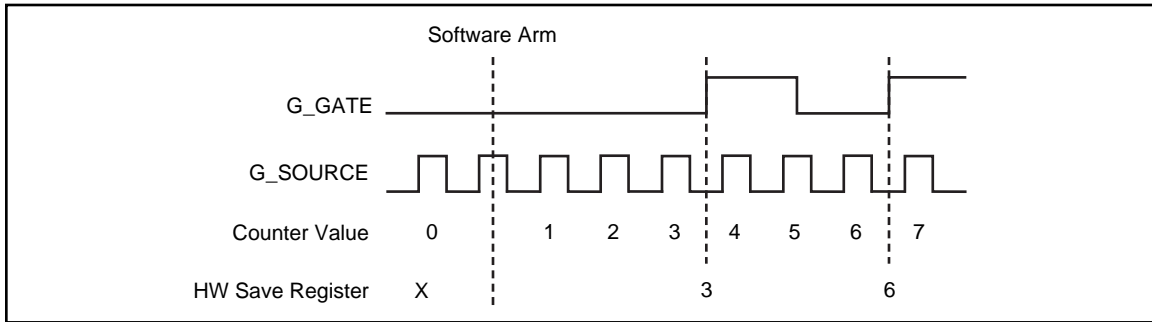 Software Arm
G_GATE
G_SOURCE
Counter Value 0 1 2 3 4 5 6 7
HW Save Register X 3 6